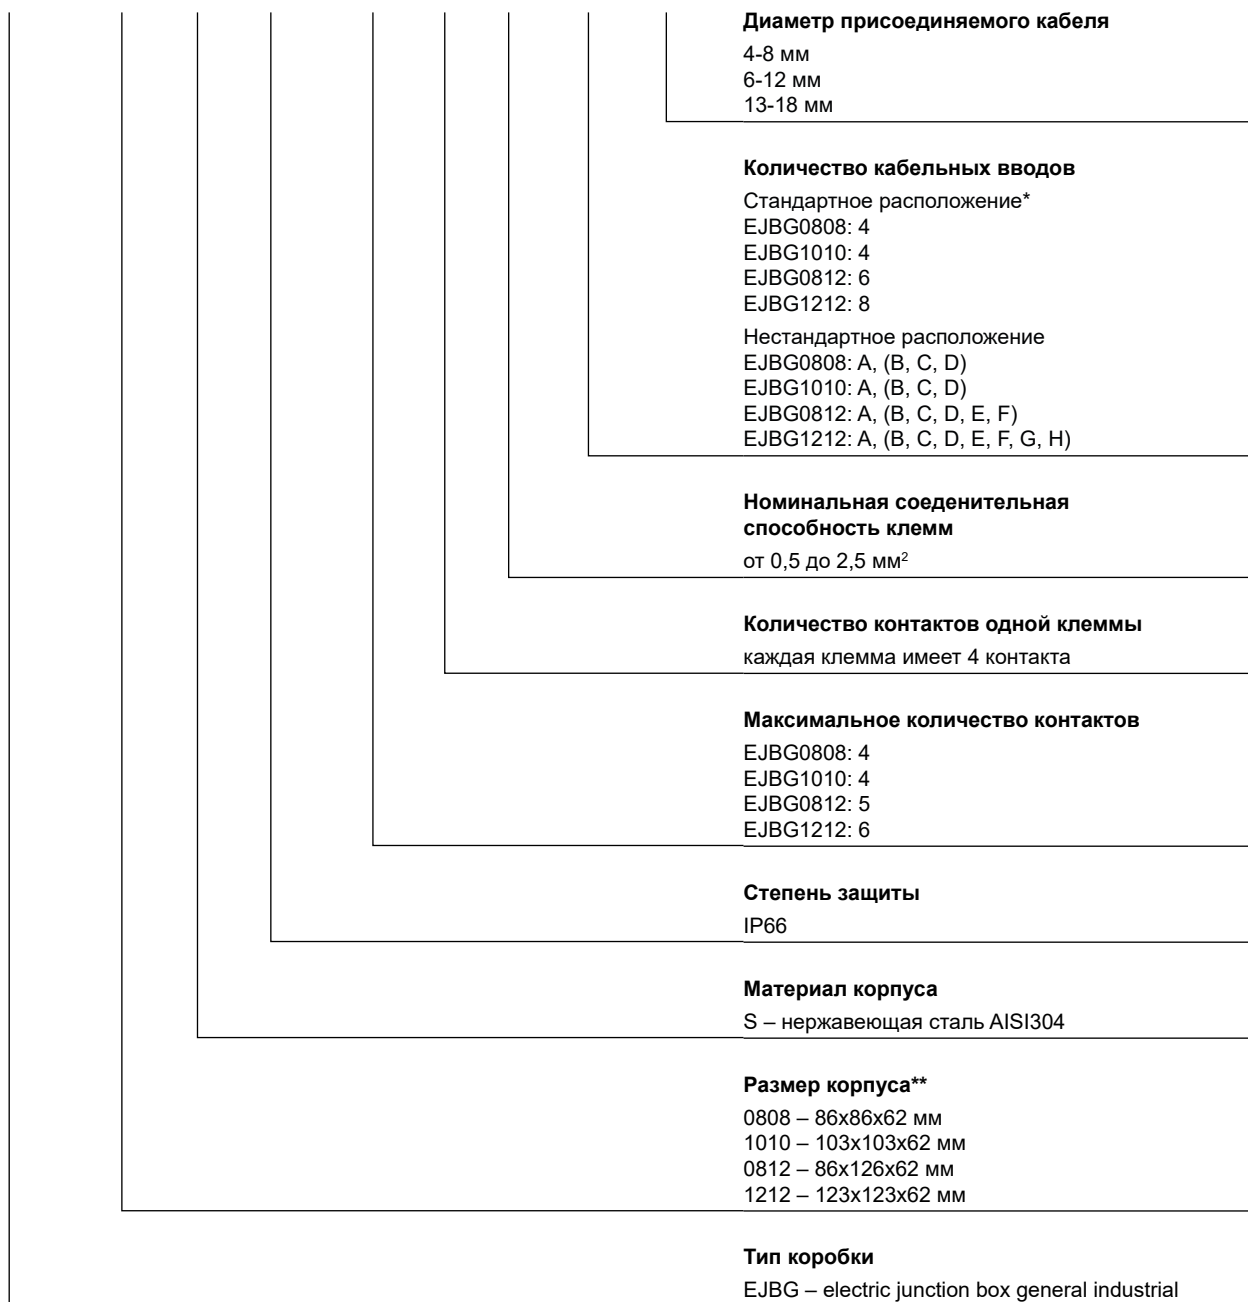 Диаметр присоединяемого кабеля
4-8 мм
6-12 мм
13-18 мм
Количество кабельных вводов
Стандартное расположение*
EJBG0808: 4
EJBG1010: 4
EJBG0812: 6
EJBG1212: 8
Нестандартное расположение
EJBG0808: A, (B, C, D)
EJBG1010: A, (B, C, D)
EJBG0812: A, (B, C, D, E, F)
EJBG1212: A, (B, C, D, E, F, G, H)
Номинальная соеденительная
способность клемм
от 0,5 до 2,5 мм²
Количество контактов одной клеммы
каждая клемма имеет 4 контакта
Максимальное количество контактов
EJBG0808: 4
EJBG1010: 4
EJBG0812: 5
EJBG1212: 6
Степень защиты
IP66
Материал корпуса
S – нержавеющая сталь AISI304
Размер корпуса**
0808 – 86x86x62 мм
1010 – 103x103x62 мм
0812 – 86x126x62 мм
1212 – 123x123x62 мм
Тип коробки
EJBG – electric junction box general industrial